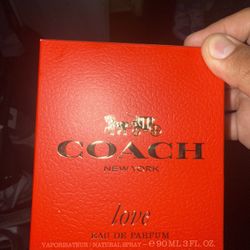 COACH
NEW YORK
love
EAU DE PARFUM
VAPORISATEUR / NATURAL SPRAY – ℮ 90 ML 3 FL. OZ.